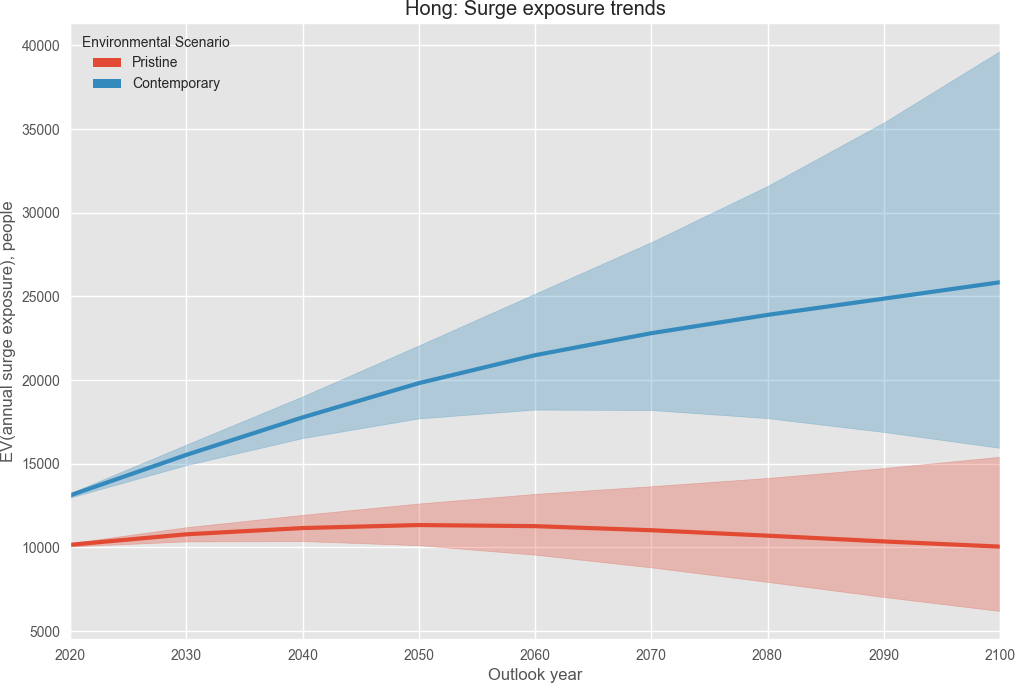 Hong: Surge exposure trends
Environmental Scenario
Pristine
Contemporary
40000
35000
30000
25000
20000
15000
10000
5000
EV(annual surge exposure), people
2020 2030 2040 2050 2060 2070 2080 2090 2100
Outlook year